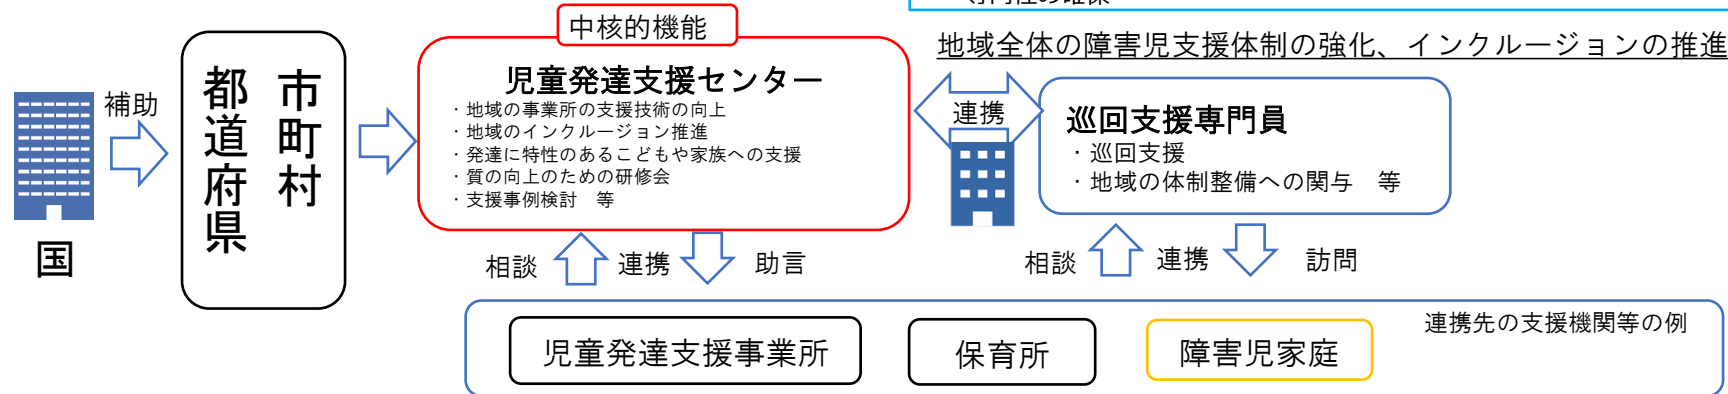 専門性の確保
地域全体の障害児支援体制の強化、インクルージョンの推進
国
補助
都道府県
市町村
中核的機能
児童発達支援センター
・地域の事業所の支援技術の向上
・地域のインクルージョン推進
・発達に特性のあるこどもや家族への支援
・質の向上のための研修会
・支援事例検討　等
連携
巡回支援専門員
・巡回支援
・地域の体制整備への関与　等
相談
連携
助言
相談
連携
訪問
連携先の支援機関等の例
児童発達支援事業所
保育所
障害児家庭